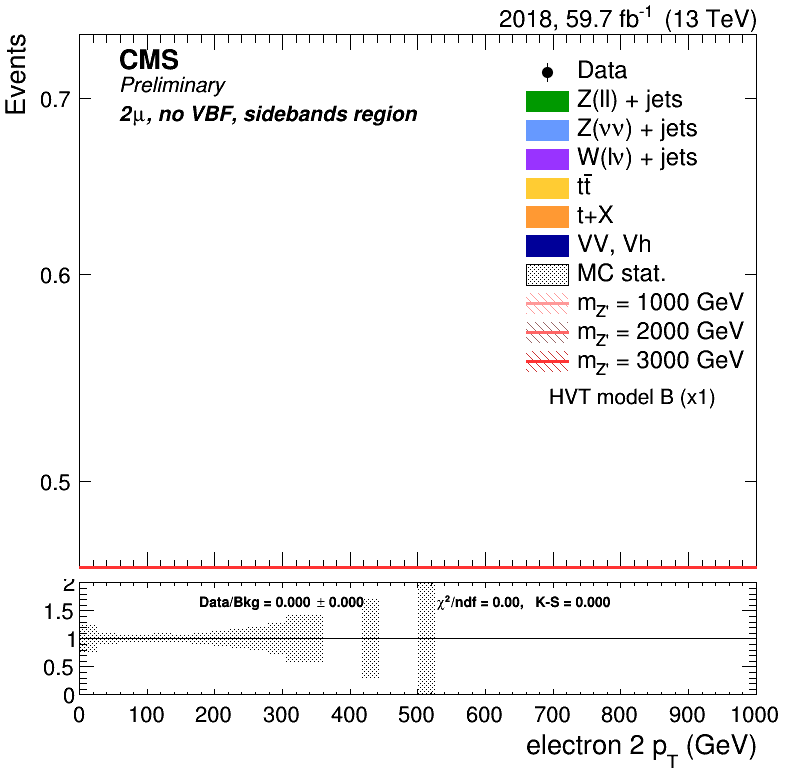 2018, 59.7 fb⁻¹ (13 TeV)
Events
CMS
Preliminary
2μ, no VBF, sidebands region
Data
Z(ll) + jets
Z(νν) + jets
W(lν) + jets
tt̄
t+X
VV, Vh
MC stat.
m_Z' = 1000 GeV
m_Z' = 2000 GeV
m_Z' = 3000 GeV
HVT model B (x1)
0.7
0.6
0.5
Data/Bkg = 0.000 ± 0.000
χ²/ndf = 0.00, K-S = 0.000
2
1.5
1
0.5
0
0 100 200 300 400 500 600 700 800 900 1000
electron 2 p_T (GeV)